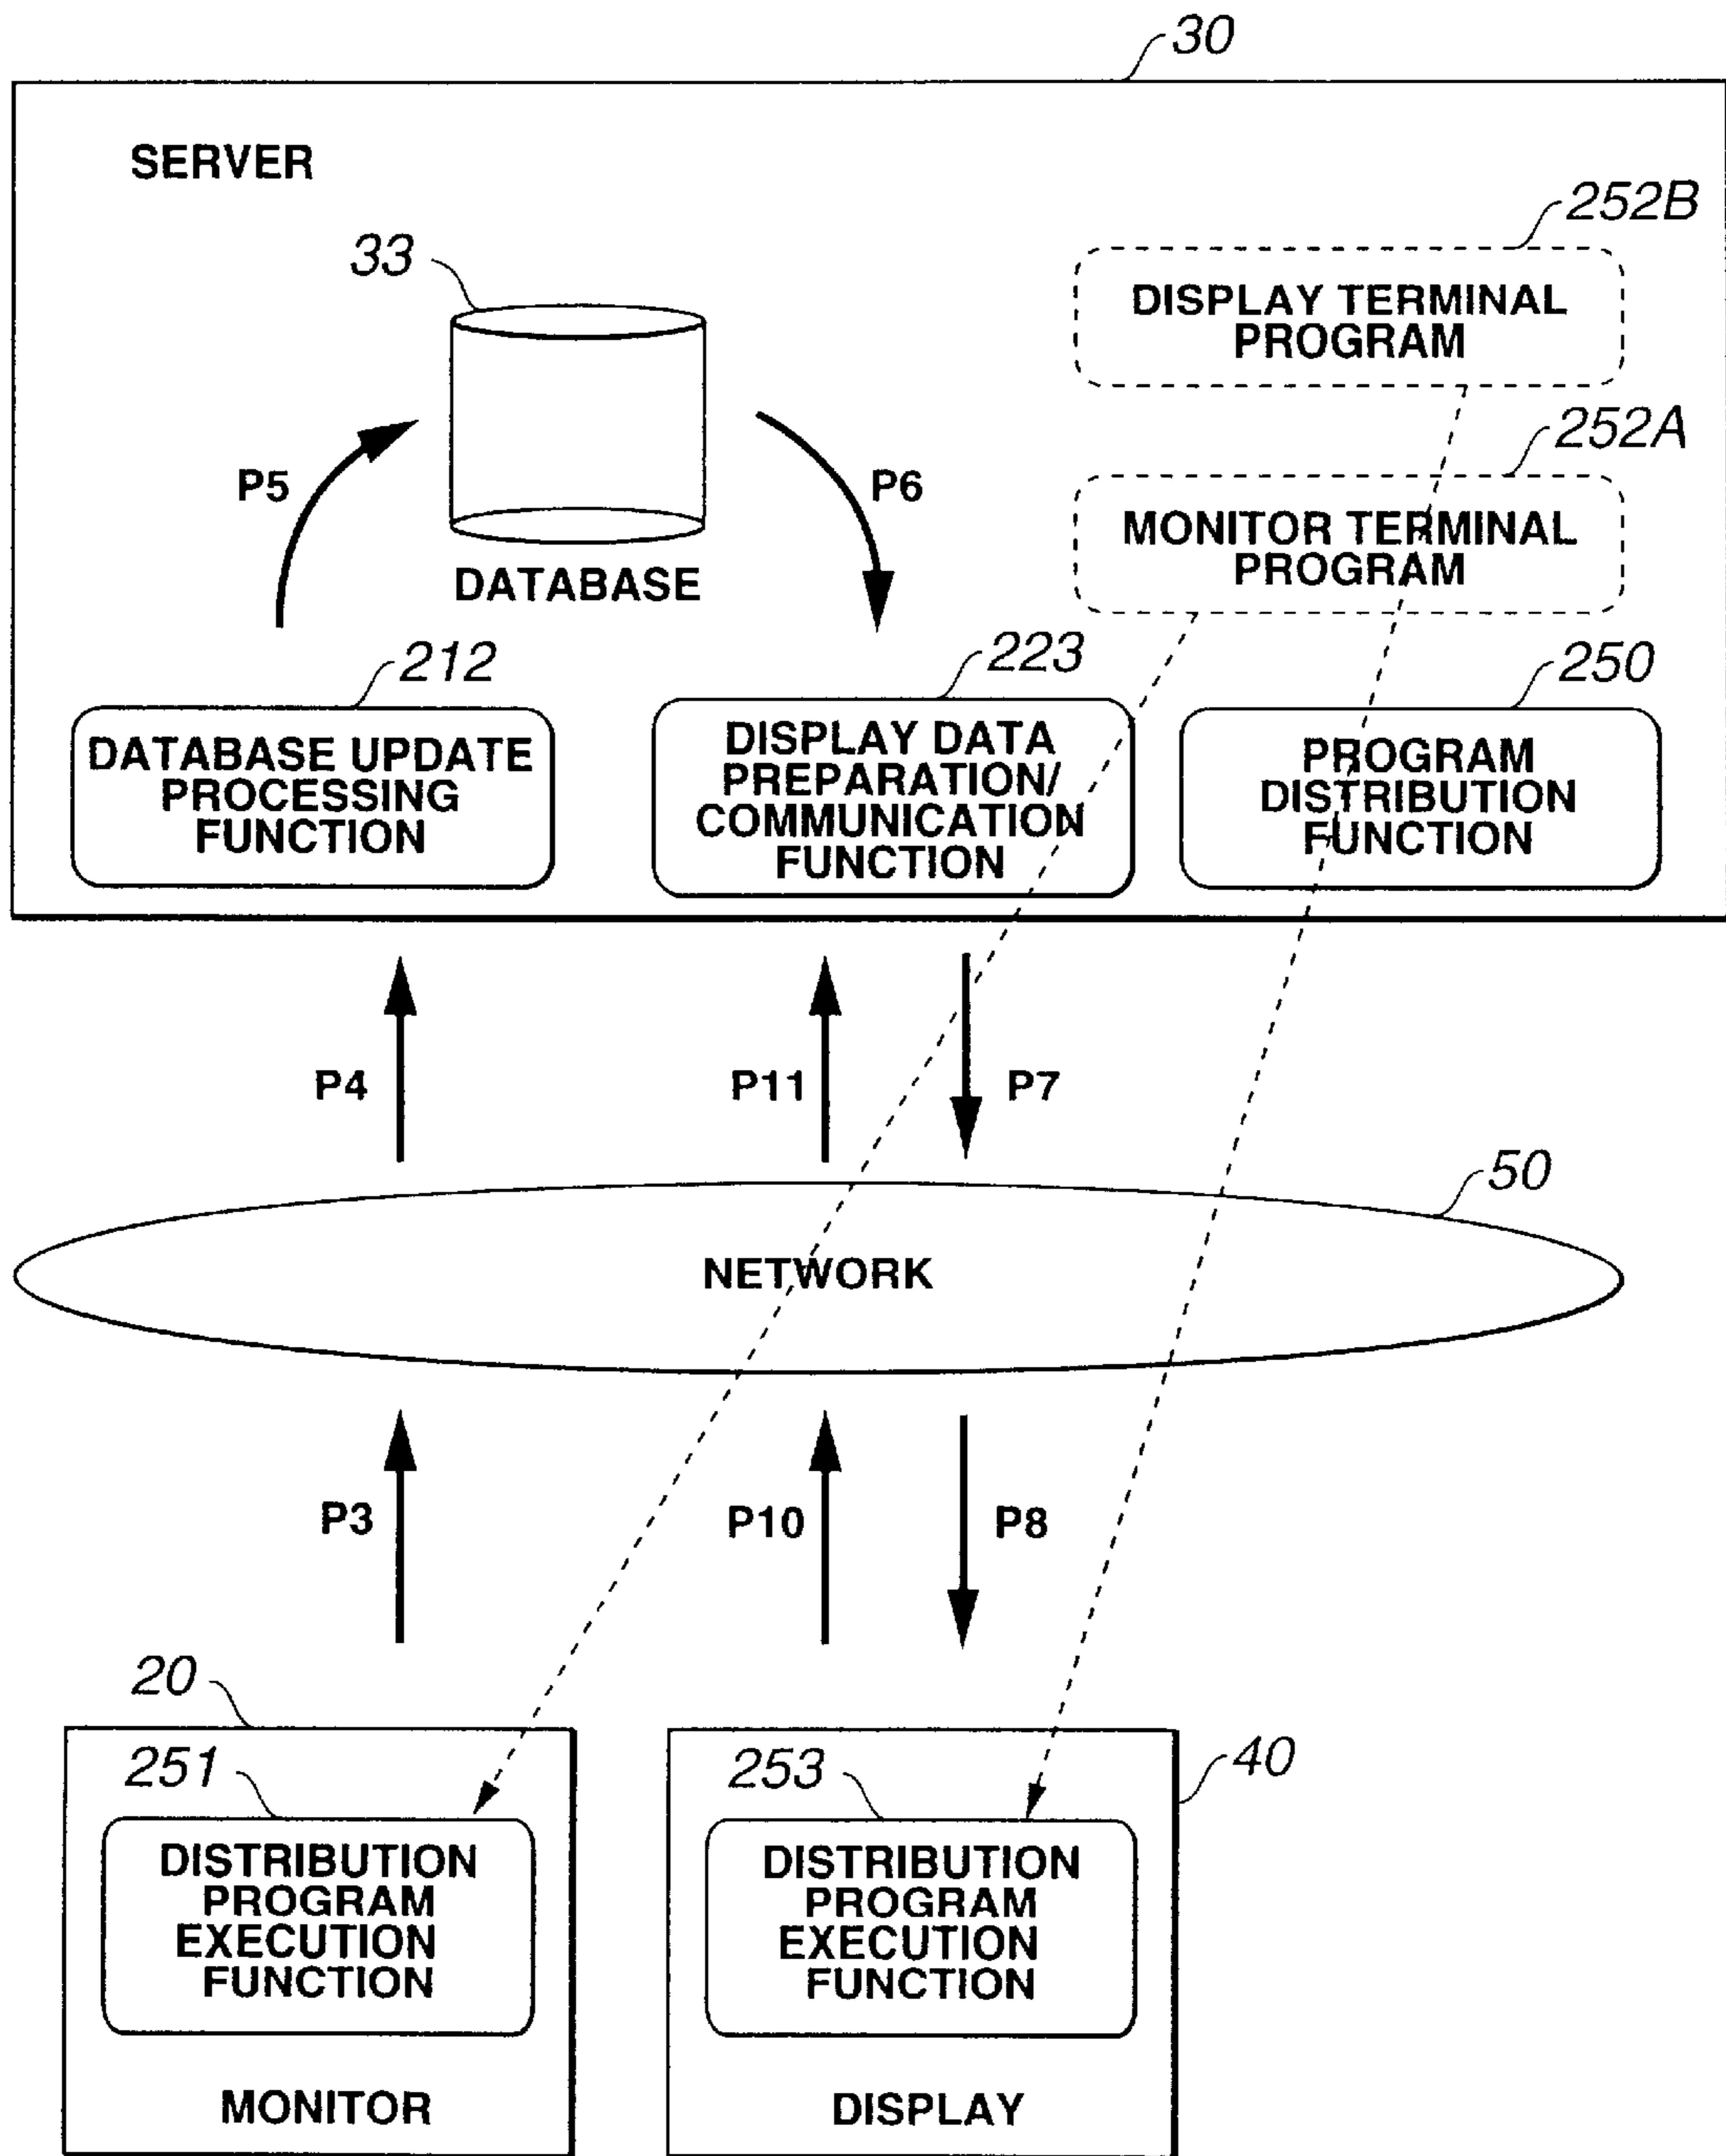 30
SERVER
252B
33
DISPLAY TERMINAL
PROGRAM
252A
P5
P6
MONITOR TERMINAL
PROGRAM
DATABASE
212
223
250
DATABASE UPDATE
PROCESSING
FUNCTION
DISPLAY DATA
PREPARATION/
COMMUNICATION
FUNCTION
PROGRAM
DISTRIBUTION
FUNCTION
P4
P11
P7
50
NETWORK
P3
P10
P8
20
251
253
40
DISTRIBUTION
PROGRAM
EXECUTION
FUNCTION
DISTRIBUTION
PROGRAM
EXECUTION
FUNCTION
MONITOR
DISPLAY